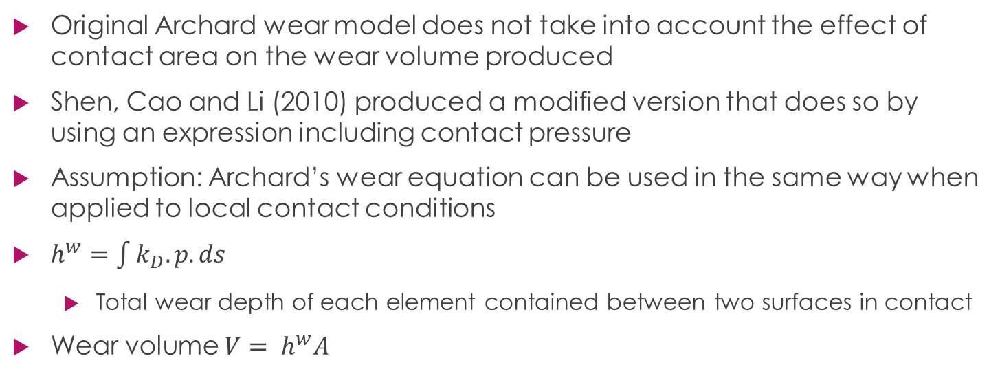 Original Archard wear model does not take into account the effect of
contact area on the wear volume produced
Shen, Cao and Li (2010) produced a modified version that does so by
using an expression including contact pressure
Assumption: Archard’s wear equation can be used in the same way when
applied to local contact conditions
h^w = ∫ k_D.p.ds
Total wear depth of each element contained between two surfaces in contact
Wear volume V = h^w A